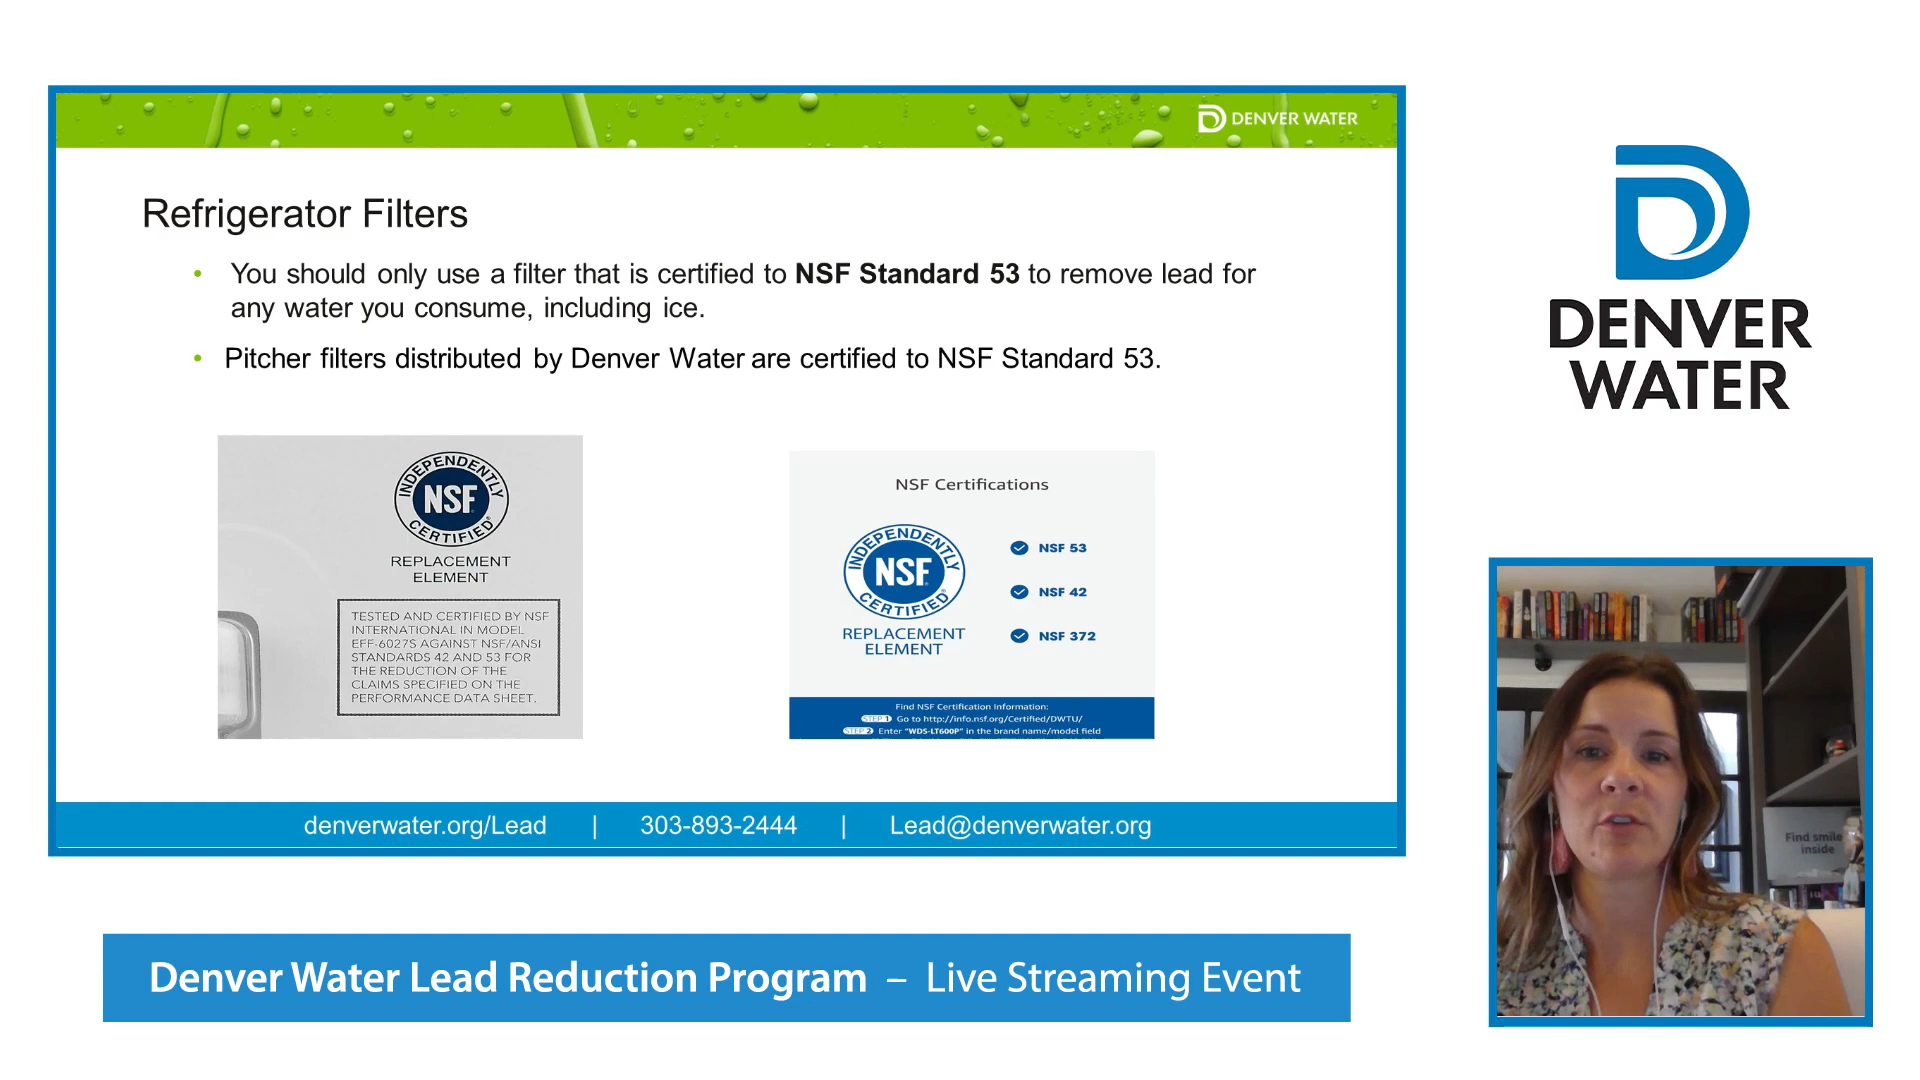 DENVER WATER
Refrigerator Filters
• You should only use a filter that is certified to NSF Standard 53 to remove lead for
any water you consume, including ice.
• Pitcher filters distributed by Denver Water are certified to NSF Standard 53.
INDEPENDENTLY
NSF
CERTIFIED
REPLACEMENT
ELEMENT
TESTED AND CERTIFIED BY NSF
INTERNATIONAL IN MODEL
EFF-6027S AGAINST NSF/ANSI
STANDARDS 42 AND 53 FOR
THE REDUCTION OF THE
CLAIMS SPECIFIED ON THE
PERFORMANCE DATA SHEET.
NSF Certifications
INDEPENDENTLY
NSF
CERTIFIED
REPLACEMENT
ELEMENT
NSF 53
NSF 42
NSF 372
Find NSF Certification Information:
STEP 1 Go to http://info.nsf.org/Certified/DWTU/
STEP 2 Enter "WDS-LT600P" in the brand name/model field
denverwater.org/Lead | 303-893-2444 | Lead@denverwater.org
DENVER
WATER
Find smile
inside
Denver Water Lead Reduction Program – Live Streaming Event